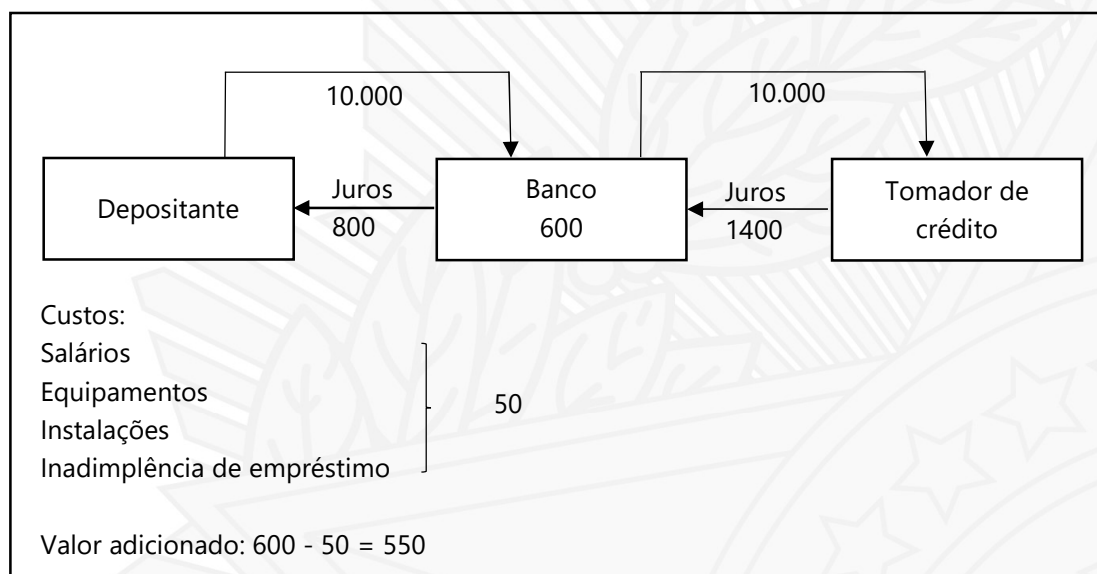 10.000
10.000
Depositante
Juros
800
Banco
600
Juros
1400
Tomador de
crédito
Custos:
Salários
Equipamentos
Instalações
Inadimplência de empréstimo
50
Valor adicionado: 600 - 50 = 550